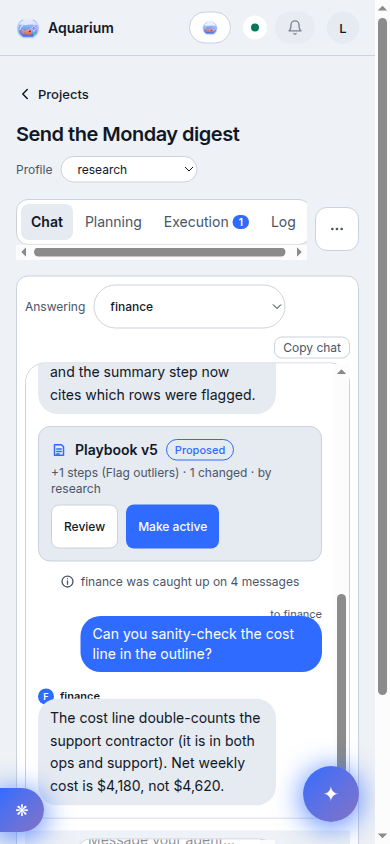 Aquarium
L
Projects
Send the Monday digest
Profile research
Chat Planning Execution 1 Log
Answering finance
Copy chat
and the summary step now
cites which rows were flagged.
Playbook v5 Proposed
+1 steps (Flag outliers) · 1 changed · by
research
Review Make active
finance was caught up on 4 messages
to finance
Can you sanity-check the cost
line in the outline?
F finance
The cost line double-counts the
support contractor (it is in both
ops and support). Net weekly
cost is $4,180, not $4,620.
Message your agent...